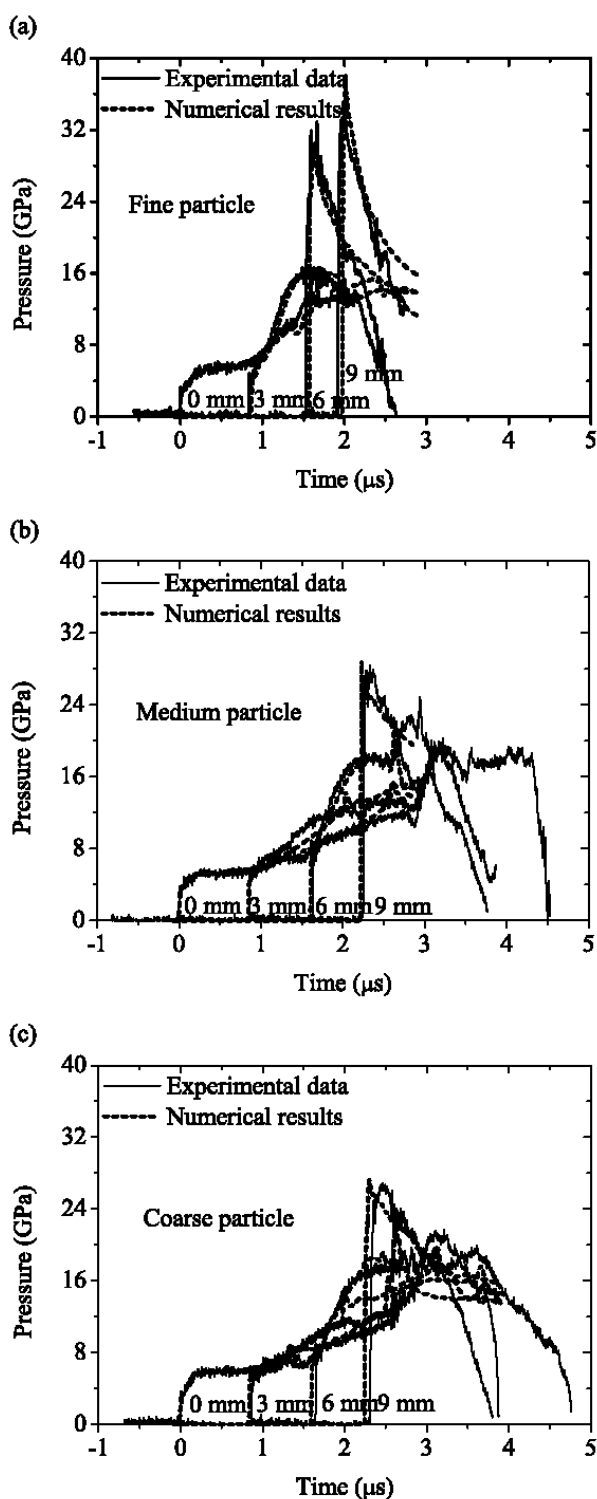 (a)
40
Experimental data
Numerical results
32
Fine particle
24
Pressure (GPa)
16
8
9 mm
0 mm 3 mm 6 mm
0
-1 0 1 2 3 4 5
Time (μs)
(b)
40
Experimental data
Numerical results
32
Medium particle
24
Pressure (GPa)
16
8
0 mm 3 mm 6 mm 9 mm
0
-1 0 1 2 3 4 5
Time (μs)
(c)
40
Experimental data
Numerical results
32
Coarse particle
24
Pressure (GPa)
16
8
0 mm 3 mm 6 mm 9 mm
0
-1 0 1 2 3 4 5
Time (μs)